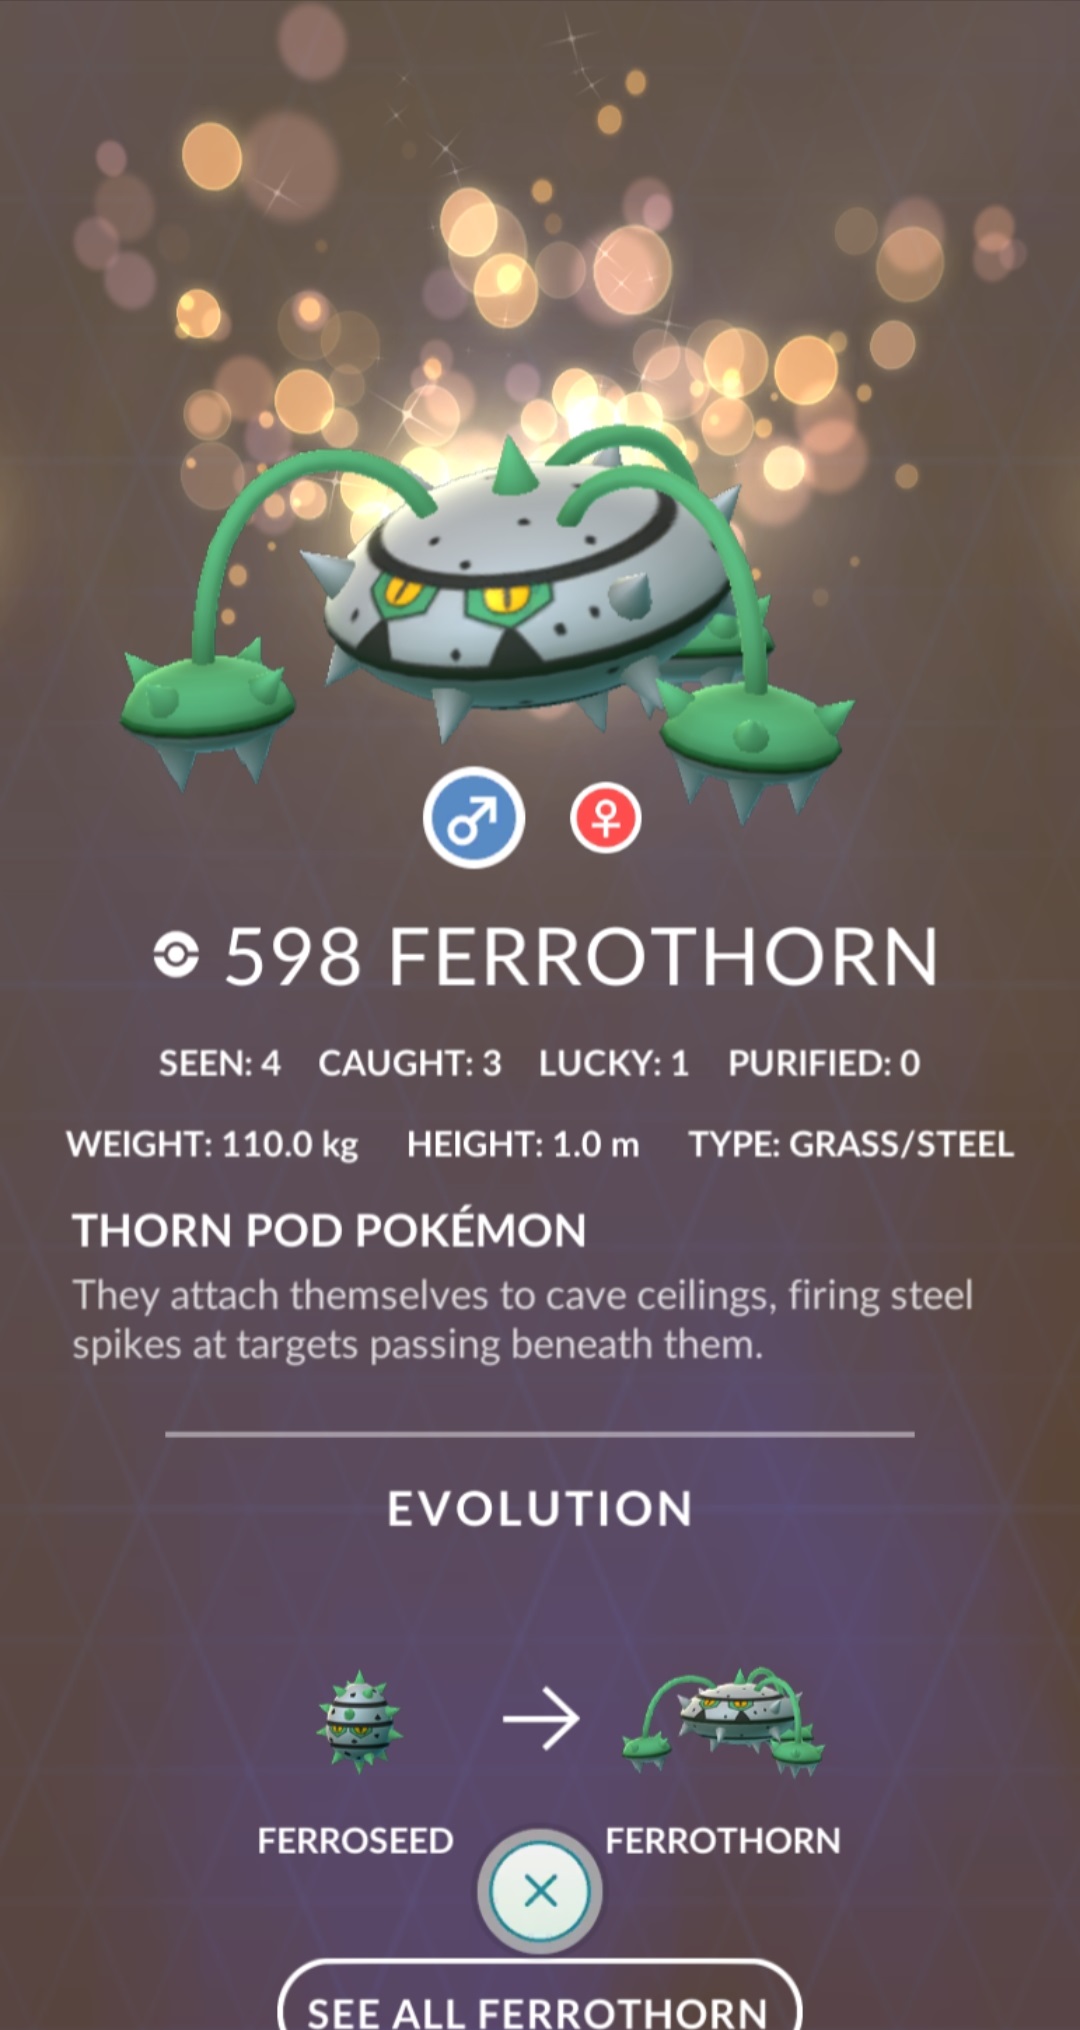 598 FERROTHORN
SEEN: 4 CAUGHT: 3 LUCKY: 1 PURIFIED: 0
WEIGHT: 110.0 kg HEIGHT: 1.0 m TYPE: GRASS/STEEL
THORN POD POKÉMON
They attach themselves to cave ceilings, firing steel
spikes at targets passing beneath them.
EVOLUTION
FERROSEED FERROTHORN
SEE ALL FERROTHORN